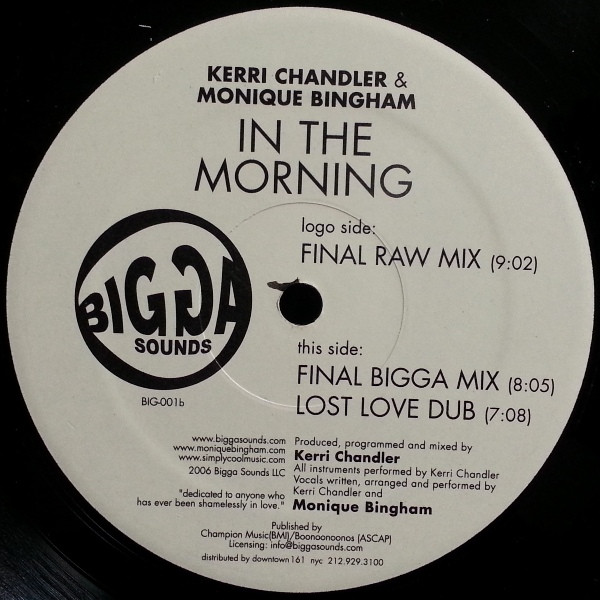 KERRI CHANDLER &
MONIQUE BINGHAM
IN THE
MORNING
logo side:
FINAL RAW MIX (9:02)
BIGGA
SOUNDS
BIG-001b
this side:
FINAL BIGGA MIX (8:05)
LOST LOVE DUB (7:08)
www.biggasounds.com
www.moniquebingham.com
www.simplycoolmusic.com
2006 Bigga Sounds LLC
"dedicated to anyone who
has ever been shamelessly in love."
Produced, programmed and mixed by
Kerri Chandler
All instruments performed by Kerri Chandler
Vocals written, arranged and performed by
Kerri Chandler and
Monique Bingham
Published by
Champion Music(BMI)/Boonoonoonos (ASCAP)
Licensing: info@biggasounds.com
distributed by downtown161 nyc 212.929.3100